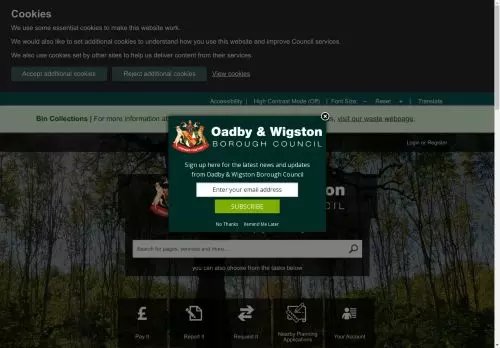 Cookies
We use some essential cookies to make this website work.
We would also like to set additional cookies to understand how you use this website and improve Council services.
We also use cookies set by other sites to help us deliver content from their services.
Accept additional cookies
Reject additional cookies
View cookies
Accessibility | High Contrast Mode (Off) | Font Size: − Reset + | Translate
Bin Collections | For more information at
, visit our waste webpage.
Login or Register
Oadby & Wigston
BOROUGH COUNCIL
Sign up here for the latest news and updates
from Oadby & Wigston Borough Council
Enter your email address
SUBSCRIBE
No Thanks
Remind Me Later
Search for pages, services and more...
you can also choose from the tasks below
Pay It
Report It
Request It
Nearby Planning
Applications
Your Account